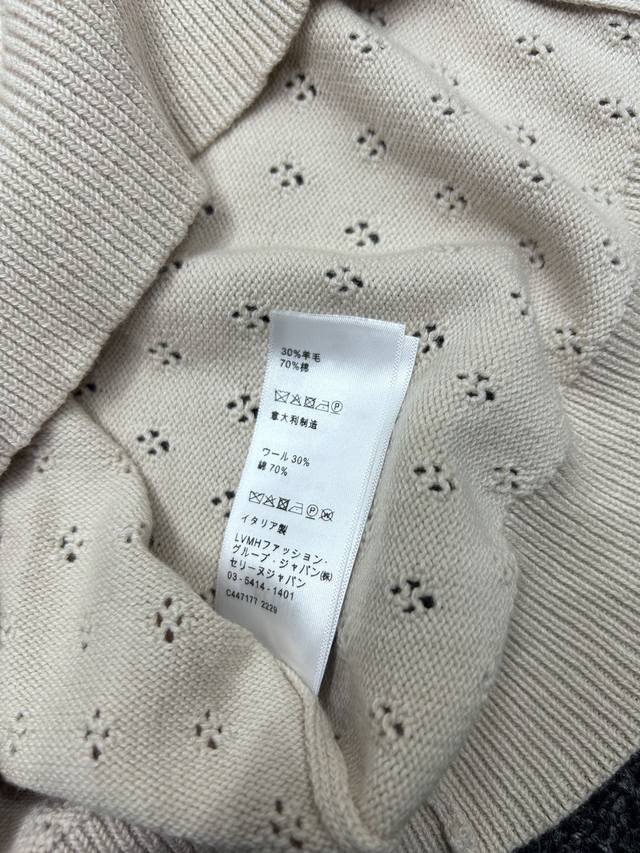 30%羊毛
70%棉
P
意大利制造
ウール 30%
綿 70%
P W
イタリア製
LVMHファッション・
グループ・ジャパン㈱
セリーヌジャパン
03-5414-1401
C447177 2229